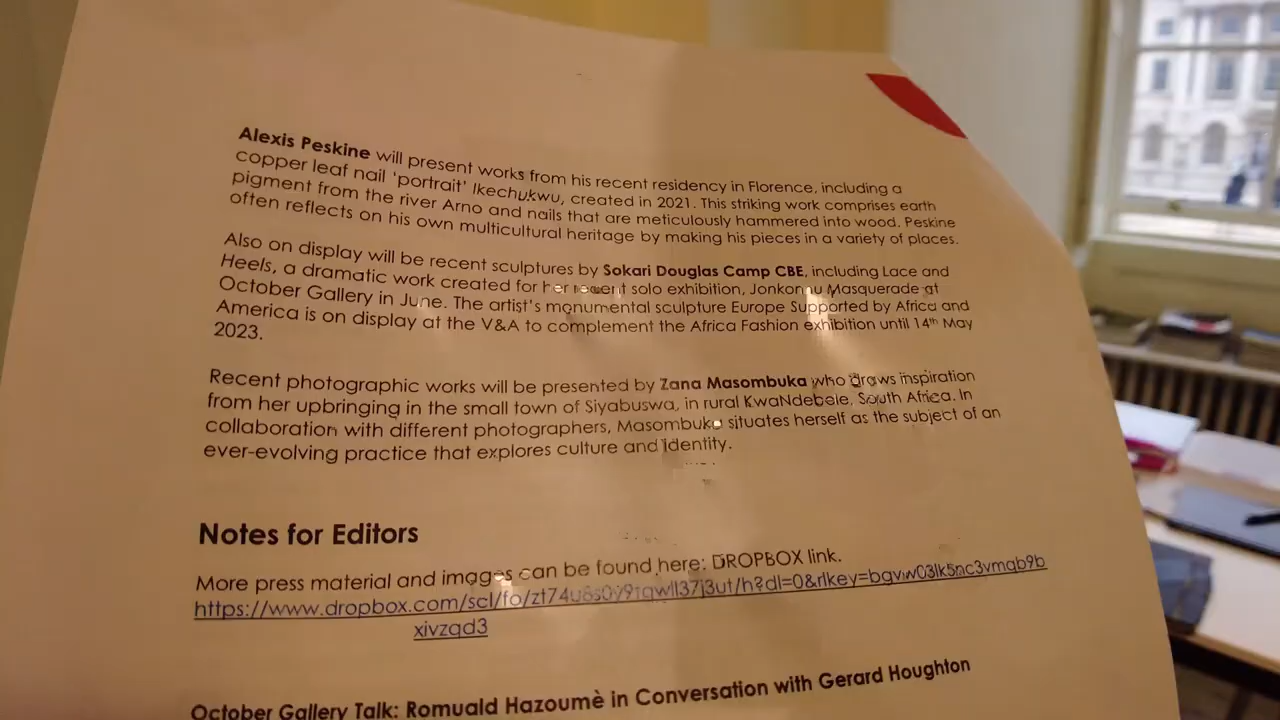 Alexis Peskine will present works from his recent residency in Florence, including a
copper leaf nail 'portrait' Ikechukwu, created in 2021. This striking work comprises earth
pigment from the river Arno and nails that are meticulously hammered into wood. Peskine
often reflects on his own multicultural heritage by making his pieces in a variety of places.
Also on display will be recent sculptures by Sokari Douglas Camp CBE, including Lace and
Heels, a dramatic work created for her recent solo exhibition, Jonkonnu Masquerade at
October Gallery in June. The artist's monumental sculpture Europe Supported by Africa and
America is on display at the V&A to complement the Africa Fashion exhibition until 14th May
2023.
Recent photographic works will be presented by Zana Masombuka who draws inspiration
from her upbringing in the small town of Siyabuswa, in rural KwaNdebele, South Africa. In
collaboration with different photographers, Masombuka situates herself as the subject of an
ever-evolving practice that explores culture and identity.
Notes for Editors
More press material and images can be found here: DROPBOX link.
xivzqd3
October Gallery Talk: Romuald Hazoumè in Conversation with Gerard Houghton